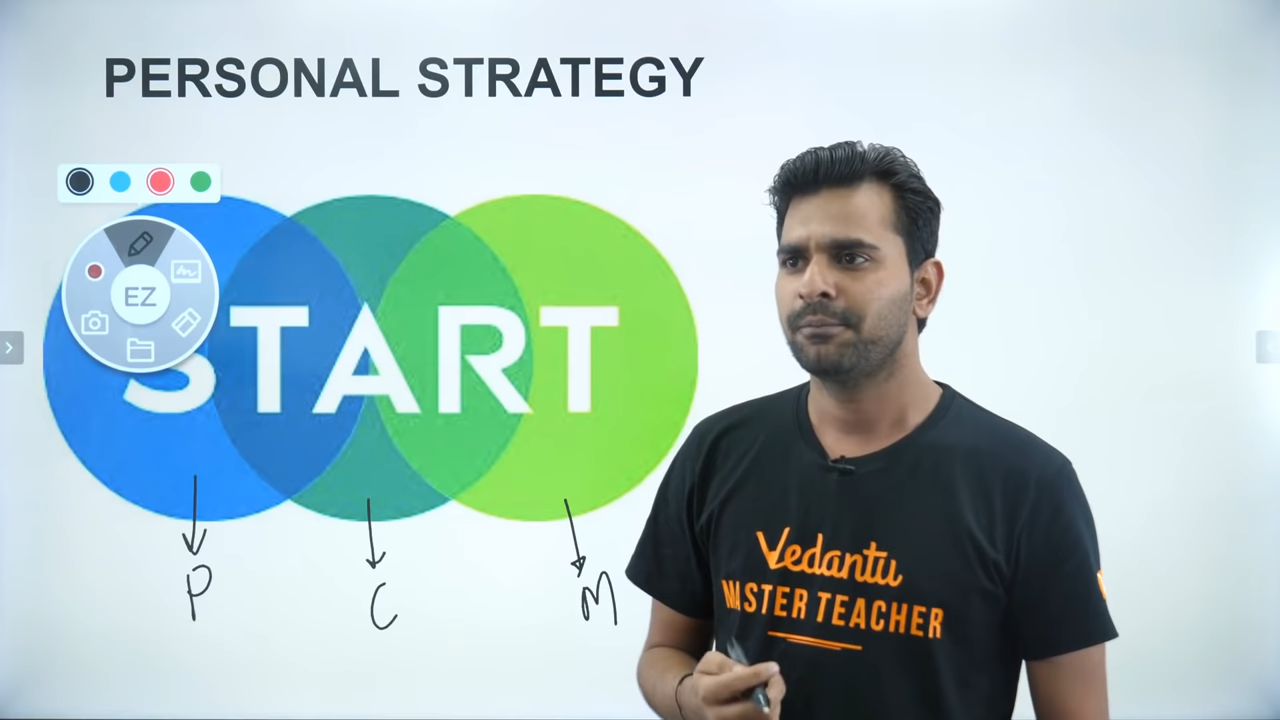 PERSONAL STRATEGY
EZ
START
P
C
M
Vedantu
MASTER TEACHER